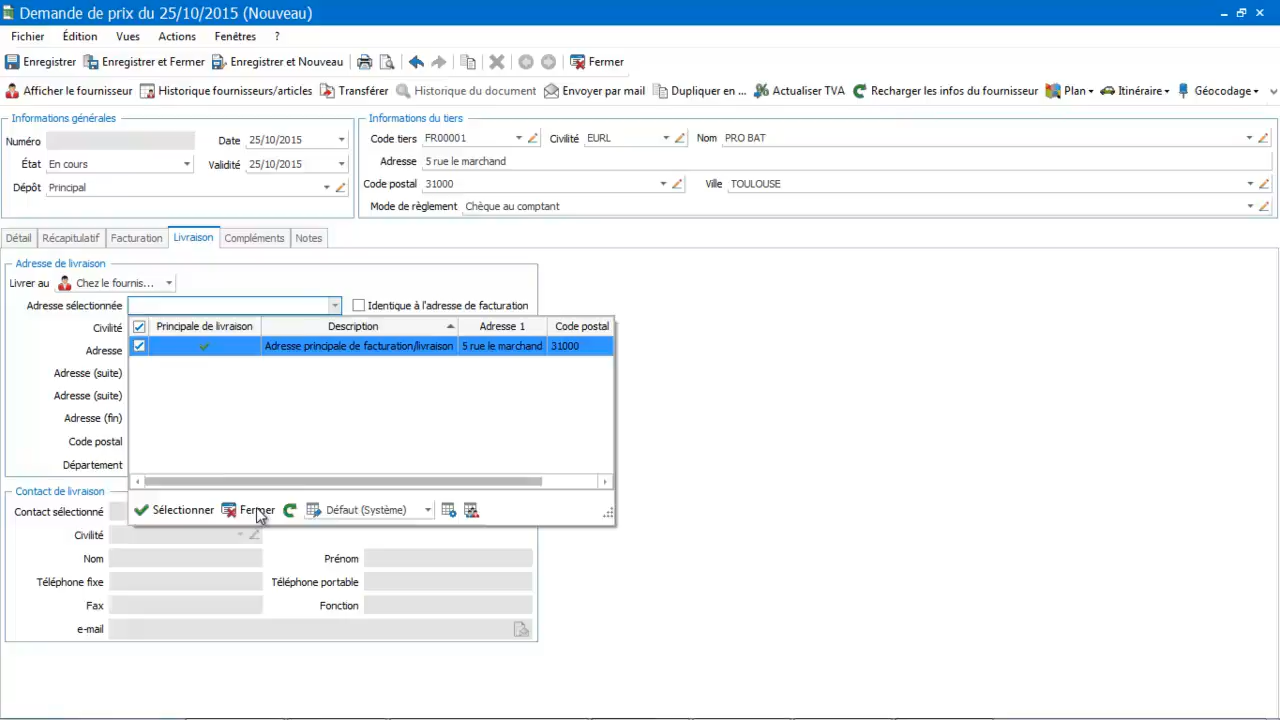 Demande de prix du 25/10/2015 (Nouveau)
Fichier Édition Vues Actions Fenêtres ?
Enregistrer Enregistrer et Fermer Enregistrer et Nouveau Fermer
Afficher le fournisseur Historique fournisseurs/articles Transférer Historique du document Envoyer par mail Dupliquer en ... Actualiser TVA Recharger les infos du fournisseur Plan Itinéraire Géocodage
Informations générales
Numéro Date 25/10/2015
État En cours Validité 25/10/2015
Dépôt Principal
Informations du tiers
Code tiers FR00001 Civilité EURL Nom PRO BAT
Adresse 5 rue le marchand
Code postal 31000 Ville TOULOUSE
Mode de règlement Chèque au comptant
Détail Récapitulatif Facturation Livraison Compléments Notes
Adresse de livraison
Livrer au Chez le fournis...
Adresse sélectionnée Identique à l'adresse de facturation
Civilité
Adresse
Adresse (suite)
Adresse (suite)
Adresse (fin)
Code postal
Département
Principale de livraison Description Adresse 1 Code postal
Adresse principale de facturation/livraison 5 rue le marchand 31000
Sélectionner Fermer Défaut (Système)
Contact de livraison
Contact sélectionné
Civilité
Nom Prénom
Téléphone fixe Téléphone portable
Fax Fonction
e-mail